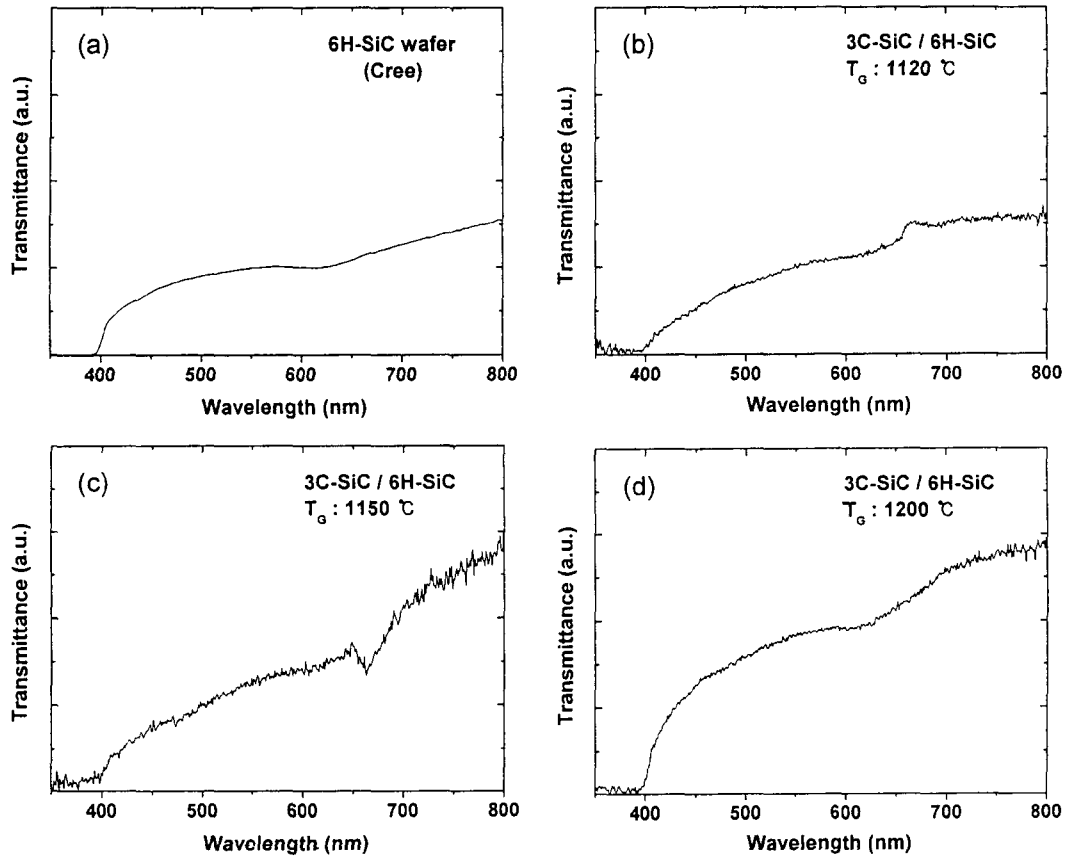 (a)
6H-SiC wafer
(Cree)
Transmittance (a.u.)
400 500 600 700 800
Wavelength (nm)
(b)
3C-SiC / 6H-SiC
T_G : 1120 ℃
Transmittance (a.u.)
400 500 600 700 800
Wavelength (nm)
(c)
3C-SiC / 6H-SiC
T_G : 1150 ℃
Transmittance (a.u.)
400 500 600 700 800
Wavelength (nm)
(d)
3C-SiC / 6H-SiC
T_G : 1200 ℃
Transmittance (a.u.)
400 500 600 700 800
Wavelength (nm)